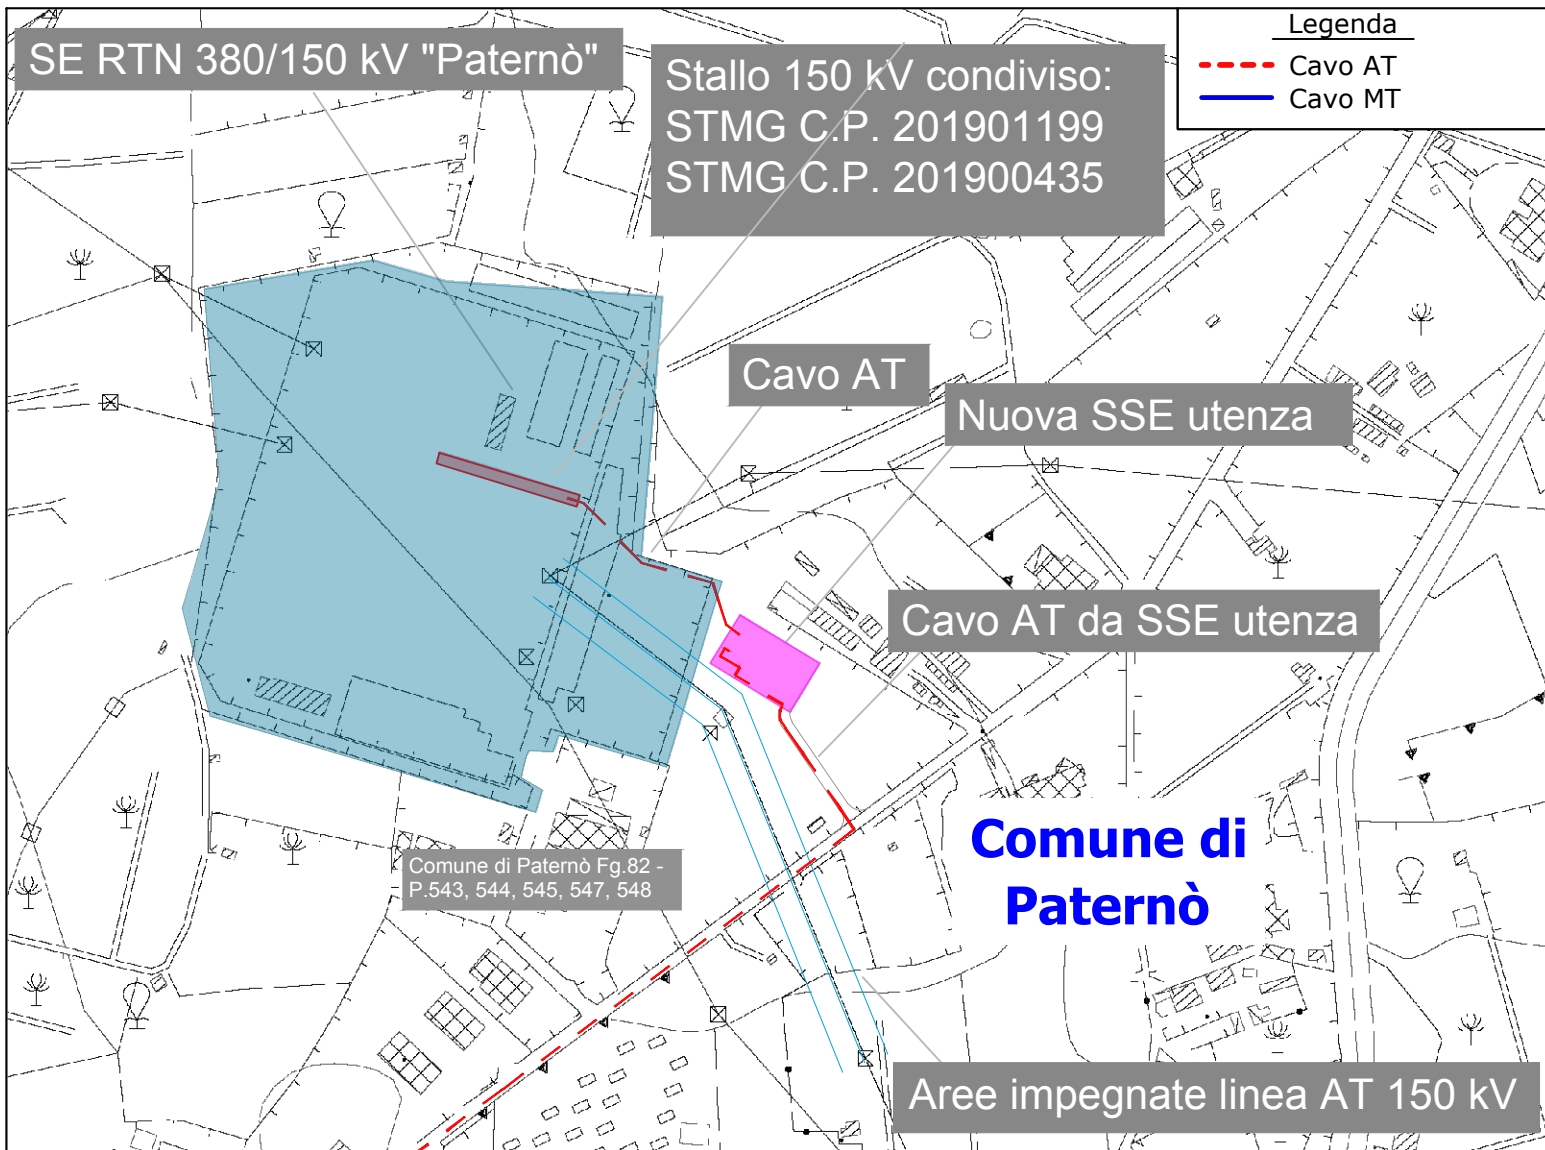 Legenda
Cavo AT
Cavo MT
SE RTN 380/150 kV "Paternò"
Stallo 150 kV condiviso:
STMG C.P. 201901199
STMG C.P. 201900435
Cavo AT
Nuova SSE utenza
Cavo AT da SSE utenza
Comune di
Paternò
Comune di Paternò Fg.82 -
P.543, 544, 545, 547, 548
Aree impegnate linea AT 150 kV